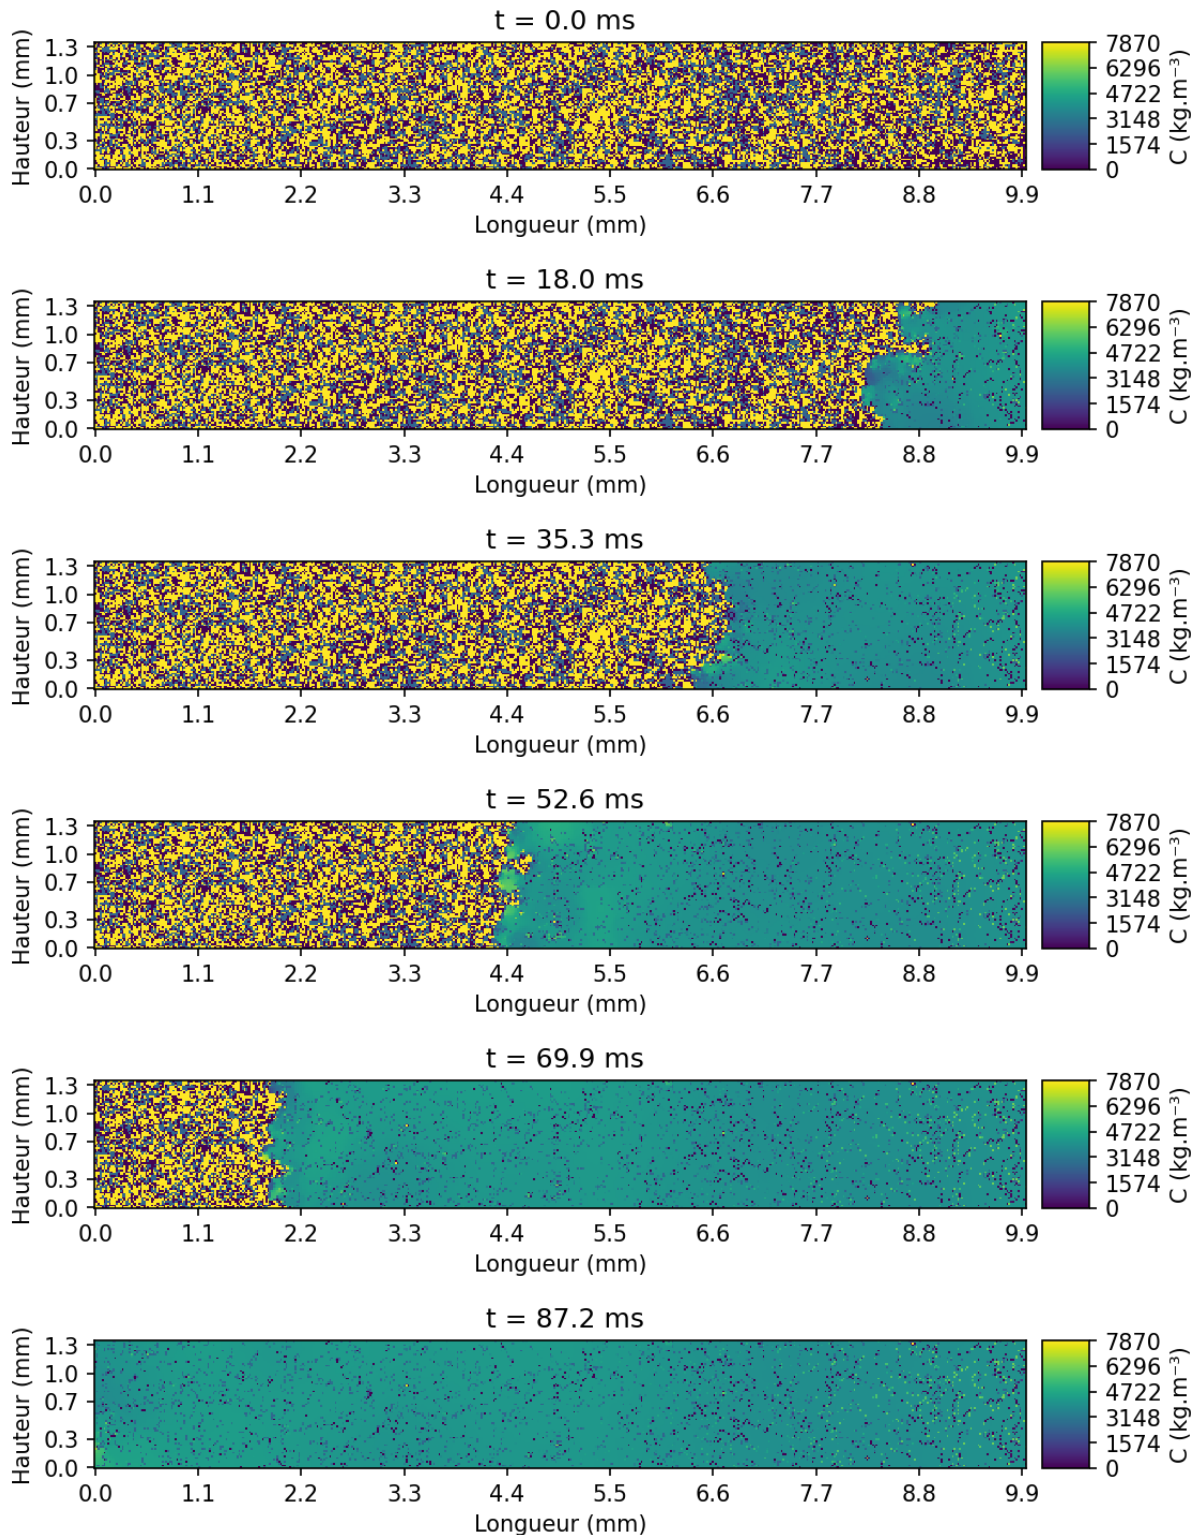 t = 0.0 ms
Hauteur (mm)
1.3
1.0
0.7
0.3
0.0
0.0 1.1 2.2 3.3 4.4 5.5 6.6 7.7 8.8 9.9
Longueur (mm)
7870
6296
4722
3148
1574
0
C (kg.m⁻³)
t = 18.0 ms
Hauteur (mm)
1.3
1.0
0.7
0.3
0.0
0.0 1.1 2.2 3.3 4.4 5.5 6.6 7.7 8.8 9.9
Longueur (mm)
7870
6296
4722
3148
1574
0
C (kg.m⁻³)
t = 35.3 ms
Hauteur (mm)
1.3
1.0
0.7
0.3
0.0
0.0 1.1 2.2 3.3 4.4 5.5 6.6 7.7 8.8 9.9
Longueur (mm)
7870
6296
4722
3148
1574
0
C (kg.m⁻³)
t = 52.6 ms
Hauteur (mm)
1.3
1.0
0.7
0.3
0.0
0.0 1.1 2.2 3.3 4.4 5.5 6.6 7.7 8.8 9.9
Longueur (mm)
7870
6296
4722
3148
1574
0
C (kg.m⁻³)
t = 69.9 ms
Hauteur (mm)
1.3
1.0
0.7
0.3
0.0
0.0 1.1 2.2 3.3 4.4 5.5 6.6 7.7 8.8 9.9
Longueur (mm)
7870
6296
4722
3148
1574
0
C (kg.m⁻³)
t = 87.2 ms
Hauteur (mm)
1.3
1.0
0.7
0.3
0.0
0.0 1.1 2.2 3.3 4.4 5.5 6.6 7.7 8.8 9.9
Longueur (mm)
7870
6296
4722
3148
1574
0
C (kg.m⁻³)